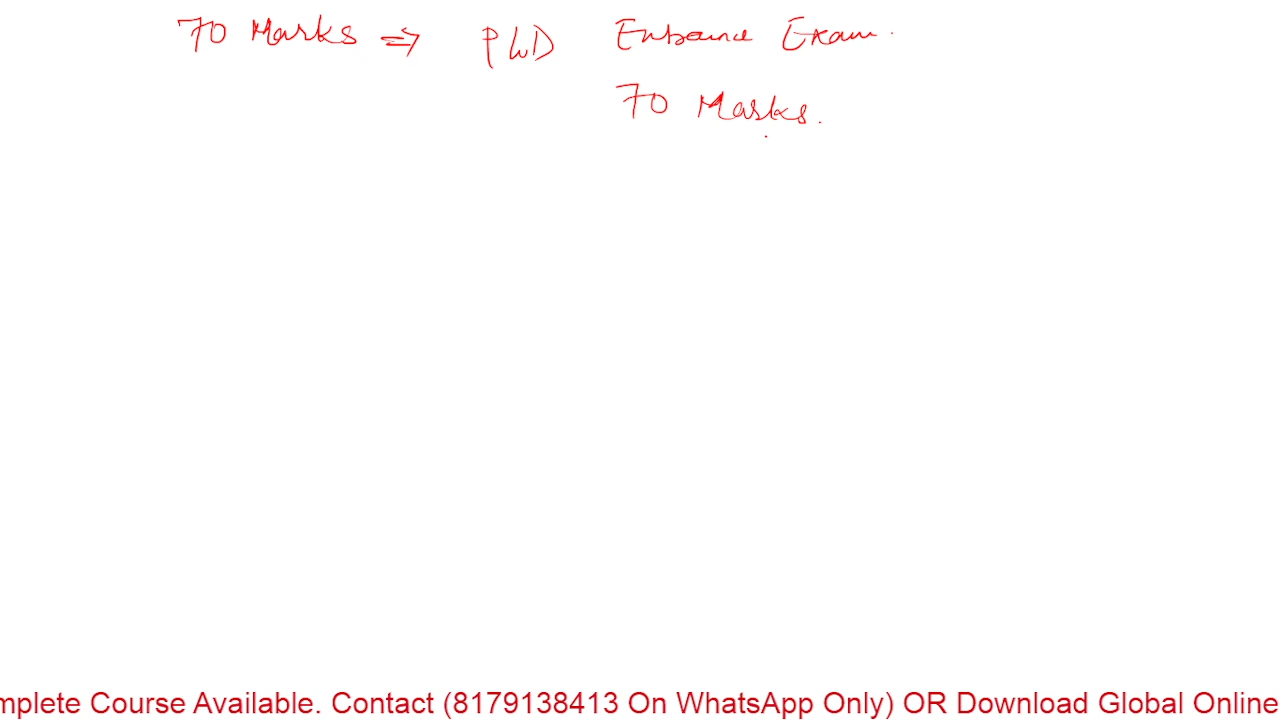 70 Marks ⇒ PhD Entrance Exam.
70 Marks.
mplete Course Available. Contact (8179138413 On WhatsApp Only) OR Download Global Online